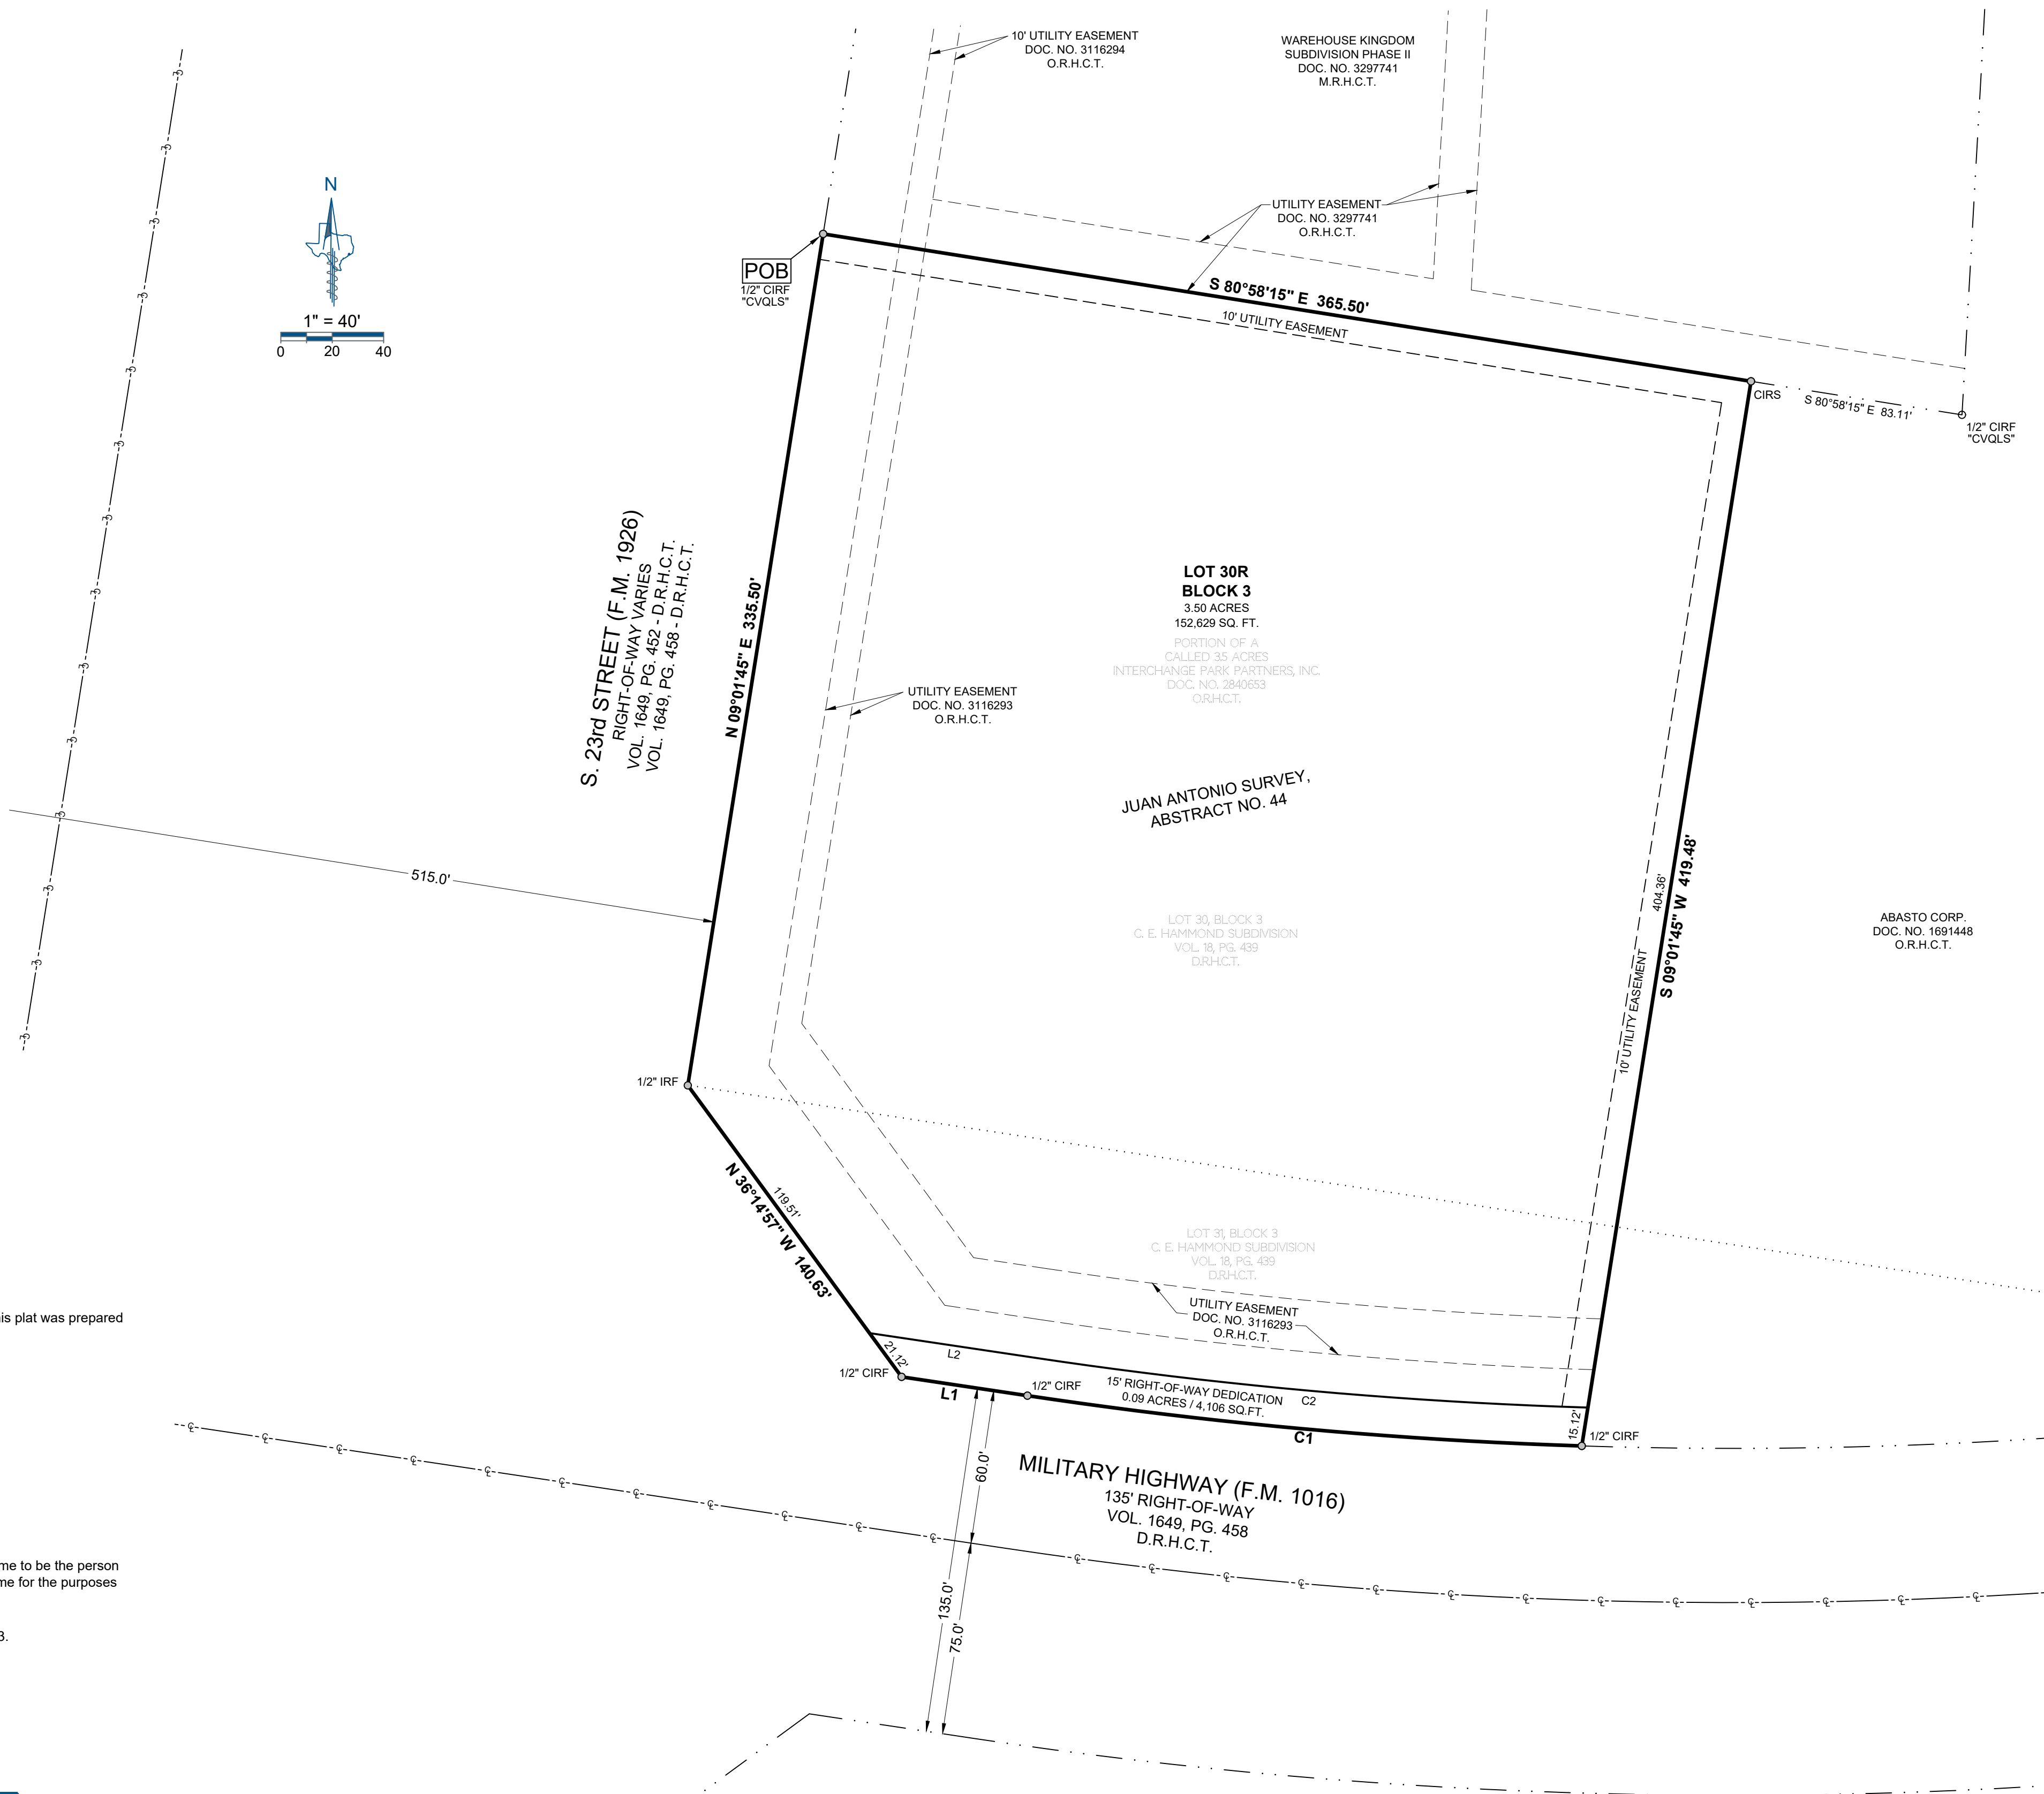 10' UTILITY EASEMENT
DOC. NO. 3116294
O.R.H.C.T.
WAREHOUSE KINGDOM
SUBDIVISION PHASE II
DOC. NO. 3297741
M.R.H.C.T.
N
1" = 40'
0 20 40
UTILITY EASEMENT
DOC. NO. 3297741
O.R.H.C.T.
POB
1/2" CIRF
"CVQLS"
S 80°58'15" E 365.50'
10' UTILITY EASEMENT
CIRS
S 80°58'15" E 83.11'
1/2" CIRF
"CVQLS"
S. 23rd STREET (F.M. 1926)
RIGHT-OF-WAY VARIES
VOL. 1649, PG. 452 - D.R.H.C.T.
VOL. 1649, PG. 458 - D.R.H.C.T.
N 09°01'45" E 335.50'
LOT 30R
BLOCK 3
3.50 ACRES
152,629 SQ. FT.
PORTION OF A
CALLED 3.5 ACRES
INTERCHANGE PARK PARTNERS, INC.
DOC. NO. 2840653
O.R.H.C.T.
UTILITY EASEMENT
DOC. NO. 3116293
O.R.H.C.T.
JUAN ANTONIO SURVEY,
ABSTRACT NO. 44
515.0'
LOT 30, BLOCK 3
C. E. HAMMOND SUBDIVISION
VOL. 18, PG. 439
D.R.H.C.T.
404.36'
S 09°01'45" W 419.48'
10' UTILITY EASEMENT
ABASTO CORP.
DOC. NO. 1691448
O.R.H.C.T.
1/2" IRF
119.51'
N 36°14'57" W 140.63'
LOT 31, BLOCK 3
C. E. HAMMOND SUBDIVISION
VOL. 18, PG. 439
D.R.H.C.T.
UTILITY EASEMENT
DOC. NO. 3116293
O.R.H.C.T.
is plat was prepared
21.12'
L2
1/2" CIRF
L1
1/2" CIRF
15' RIGHT-OF-WAY DEDICATION
0.09 ACRES / 4,106 SQ.FT.
C2
C1
15.12'
1/2" CIRF
60.0'
MILITARY HIGHWAY (F.M. 1016)
135' RIGHT-OF-WAY
VOL. 1649, PG. 458
D.R.H.C.T.
135.0'
75.0'
me to be the person
me for the purposes